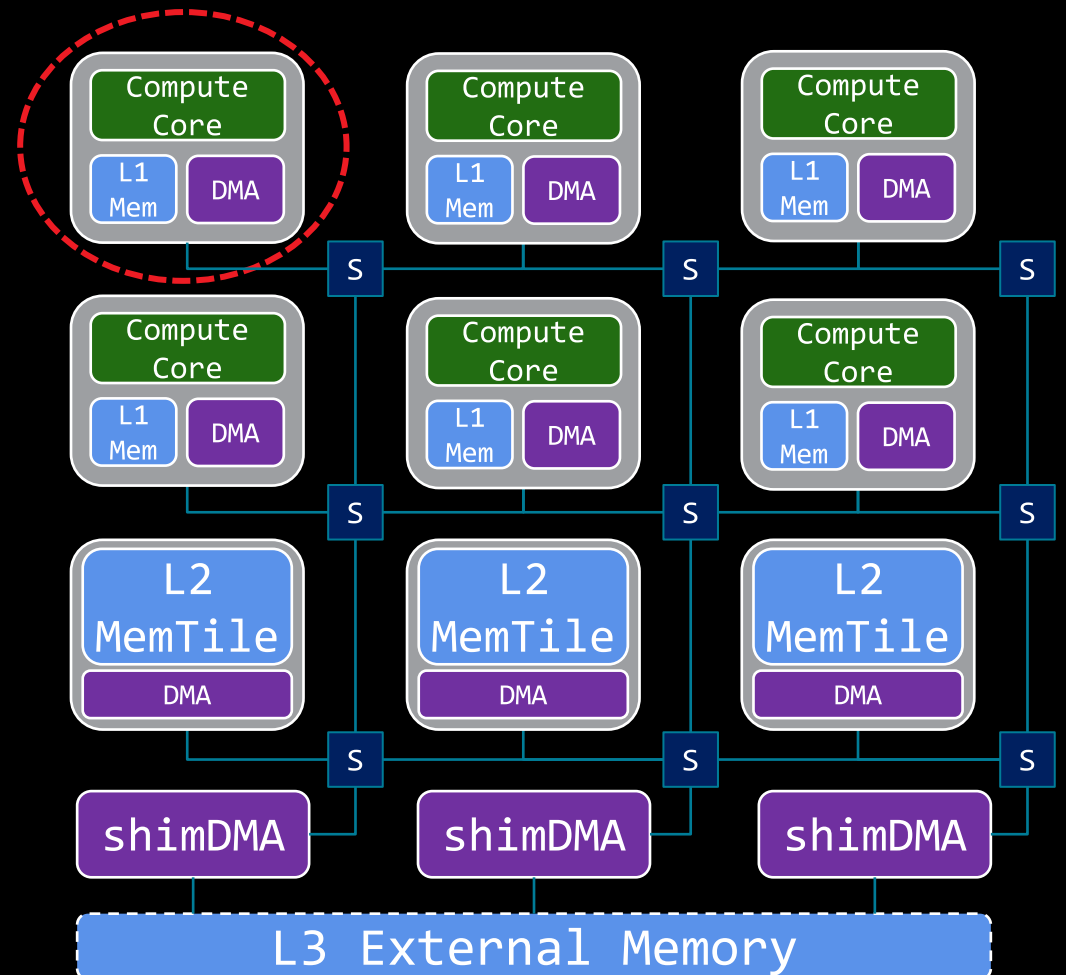 Compute
Core
L1
Mem
DMA
Compute
Core
L1
Mem
DMA
Compute
Core
L1
Mem
DMA
S
S
S
Compute
Core
L1
Mem
DMA
Compute
Core
L1
Mem
DMA
Compute
Core
L1
Mem
DMA
S
S
S
L2
MemTile
DMA
L2
MemTile
DMA
L2
MemTile
DMA
S
S
S
shimDMA
shimDMA
shimDMA
L3 External Memory